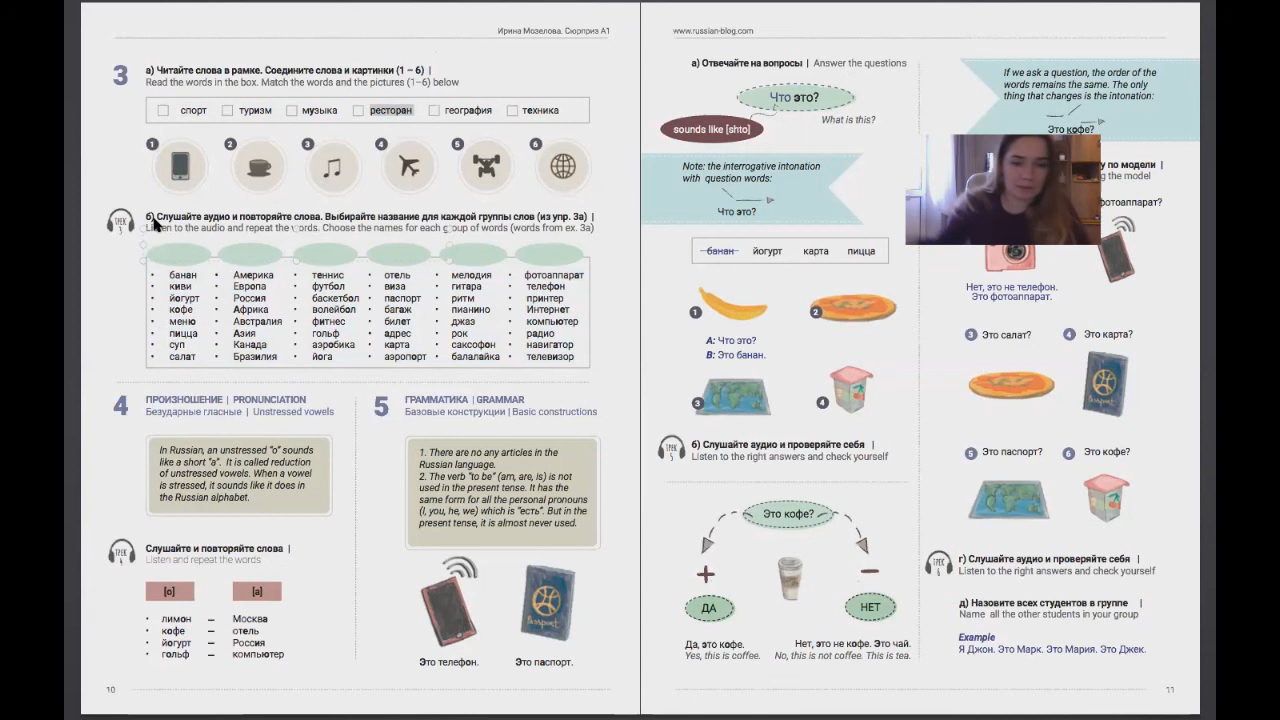 Ирина Мозелова. Сюрприз А1
3
а) Читайте слова в рамке. Соедините слова и картинки (1 – 6) |
Read the words in the box. Match the words and the pictures (1–6) below
спорт туризм музыка ресторан география техника
1 2 3 4 5 6
ТРЕК 3
б) Слушайте аудио и повторяйте слова. Выбирайте название для каждой группы слов (из упр. 3а) |
Listen to the audio and repeat the words. Choose the names for each group of words (words from ex. 3a)
• банан • Америка • теннис • отель • мелодия • фотоаппарат
• киви • Европа • футбол • виза • гитара • телефон
• йогурт • Россия • баскетбол • паспорт • ритм • принтер
• кофе • Африка • волейбол • багаж • пианино • Интернет
• меню • Австралия • фитнес • билет • джаз • компьютер
• пицца • Азия • гольф • адрес • рок • радио
• суп • Канада • аэробика • карта • саксофон • навигатор
• салат • Бразилия • йога • аэропорт • балалайка • телевизор
4
ПРОИЗНОШЕНИЕ | PRONUNCIATION
Безударные гласные | Unstressed vowels
In Russian, an unstressed "o" sounds
like a short "a". It is called reduction
of unstressed vowels. When a vowel
is stressed, it sounds like it does in
the Russian alphabet.
ТРЕК 4
Слушайте и повторяйте слова |
Listen and repeat the words
[о] [а]
• лимон – Москва
• кофе – отель
• йогурт – Россия
• гольф – компьютер
5
ГРАММАТИКА | GRAMMAR
Базовые конструкции | Basic constructions
1. There are no any articles in the
Russian language.
2. The verb "to be" (am, are, is) is not
used in the present tense. It has the
same form for all the personal pronouns
(I, you, he, we) which is "есть". But in the
present tense, it is almost never used.
Passport
Это телефон. Это паспорт.
10
www.russian-blog.com
а) Отвечайте на вопросы | Answer the questions
Что это?
What is this?
sounds like [shto]
Note: the interrogative intonation
with question words:
Что это?
банан йогурт карта пицца
1 2
А: Что это?
В: Это банан.
3 4
ТРЕК 5
б) Слушайте аудио и проверяйте себя |
Listen to the right answers and check yourself
Это кофе?
+ –
ДА НЕТ
Да, это кофе. Нет, это не кофе. Это чай.
Yes, this is coffee. No, this is not coffee. This is tea.
If we ask a question, the order of the
words remains the same. The only
thing that changes is the intonation:
Это кофе?
у по модели |
ng the model
фотоаппарат?
Нет, это не телефон.
Это фотоаппарат.
3 Это салат? 4 Это карта?
Passport
5 Это паспорт? 6 Это кофе?
ТРЕК 6
г) Слушайте аудио и проверяйте себя |
Listen to the right answers and check yourself
д) Назовите всех студентов в группе |
Name all the other students in your group
Example
Я Джон. Это Марк. Это Мария. Это Джек.
11